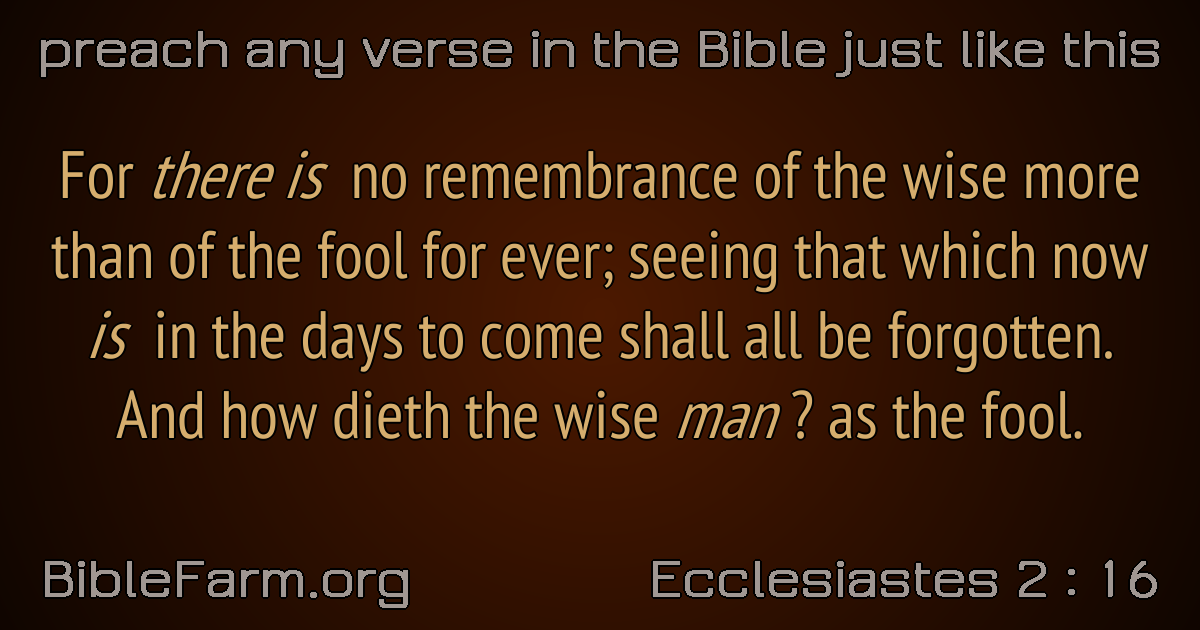 preach any verse in the Bible just like this
For there is no remembrance of the wise more
than of the fool for ever; seeing that which now
is in the days to come shall all be forgotten.
And how dieth the wise man ? as the fool.
BibleFarm.org
Ecclesiastes 2 : 16